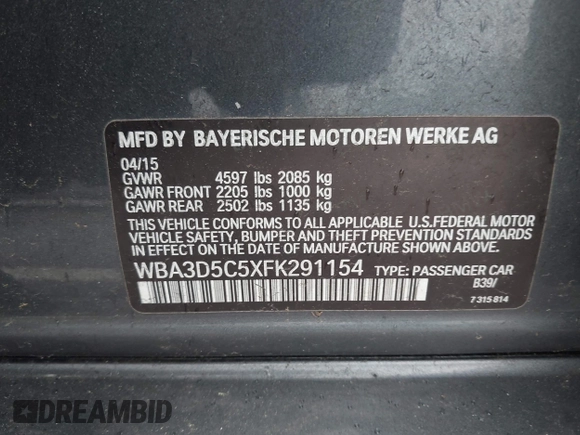 MFD BY BAYERISCHE MOTOREN WERKE AG
04/15
GVWR 4597 lbs 2085 kg
GAWR FRONT 2205 lbs 1000 kg
GAWR REAR 2502 lbs 1135 kg
THIS VEHICLE CONFORMS TO ALL APPLICABLE U.S.FEDERAL MOTOR
VEHICLE SAFETY, BUMPER AND THEFT PREVENTION STANDARDS
IN EFFECT ON THE DATE OF MANUFACTURE SHOWN ABOVE.
WBA3D5C5XFK291154 TYPE: PASSENGER CAR
B39/
7 315 814
DREAMBID